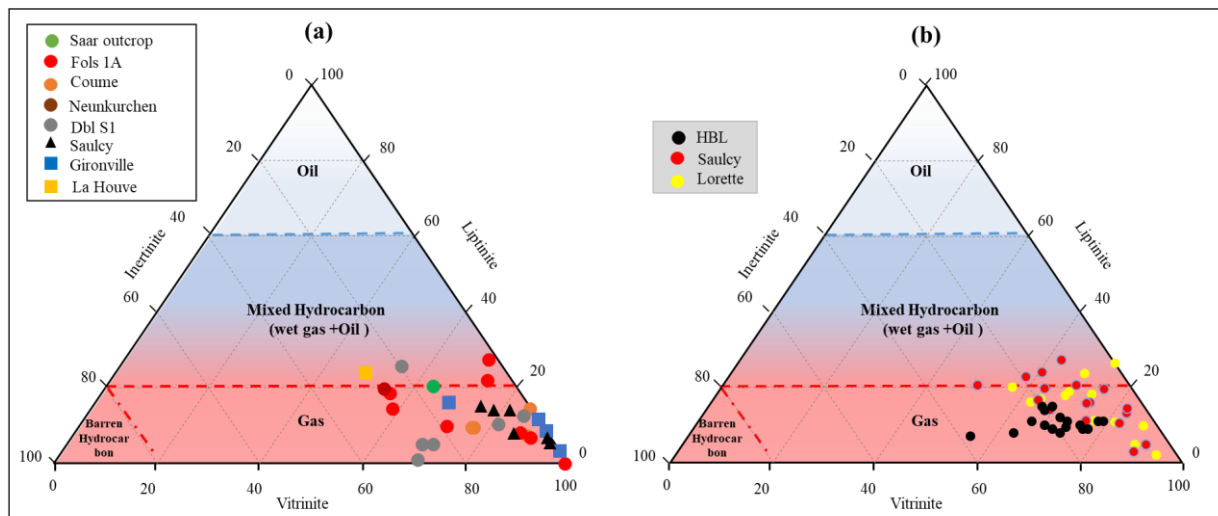 (a)
Saar outcrop
Fols 1A
Coume
Neunkurchen
Dbl S1
Saulcy
Gironville
La Houve
0
100
20
80
Oil
40
60
Inertinite
Liptinite
60
40
Mixed Hydrocarbon
(wet gas +Oil )
80
20
Gas
Barren
Hydrocar
bon
100
0
0
20
40
60
80
100
Vitrinite
(b)
HBL
Saulcy
Lorette
0
100
20
80
Oil
40
60
Inertinite
Liptinite
60
40
Mixed Hydrocarbon
(wet gas +Oil )
80
20
Gas
Barren
Hydrocar
bon
100
0
0
20
40
60
80
100
Vitrinite